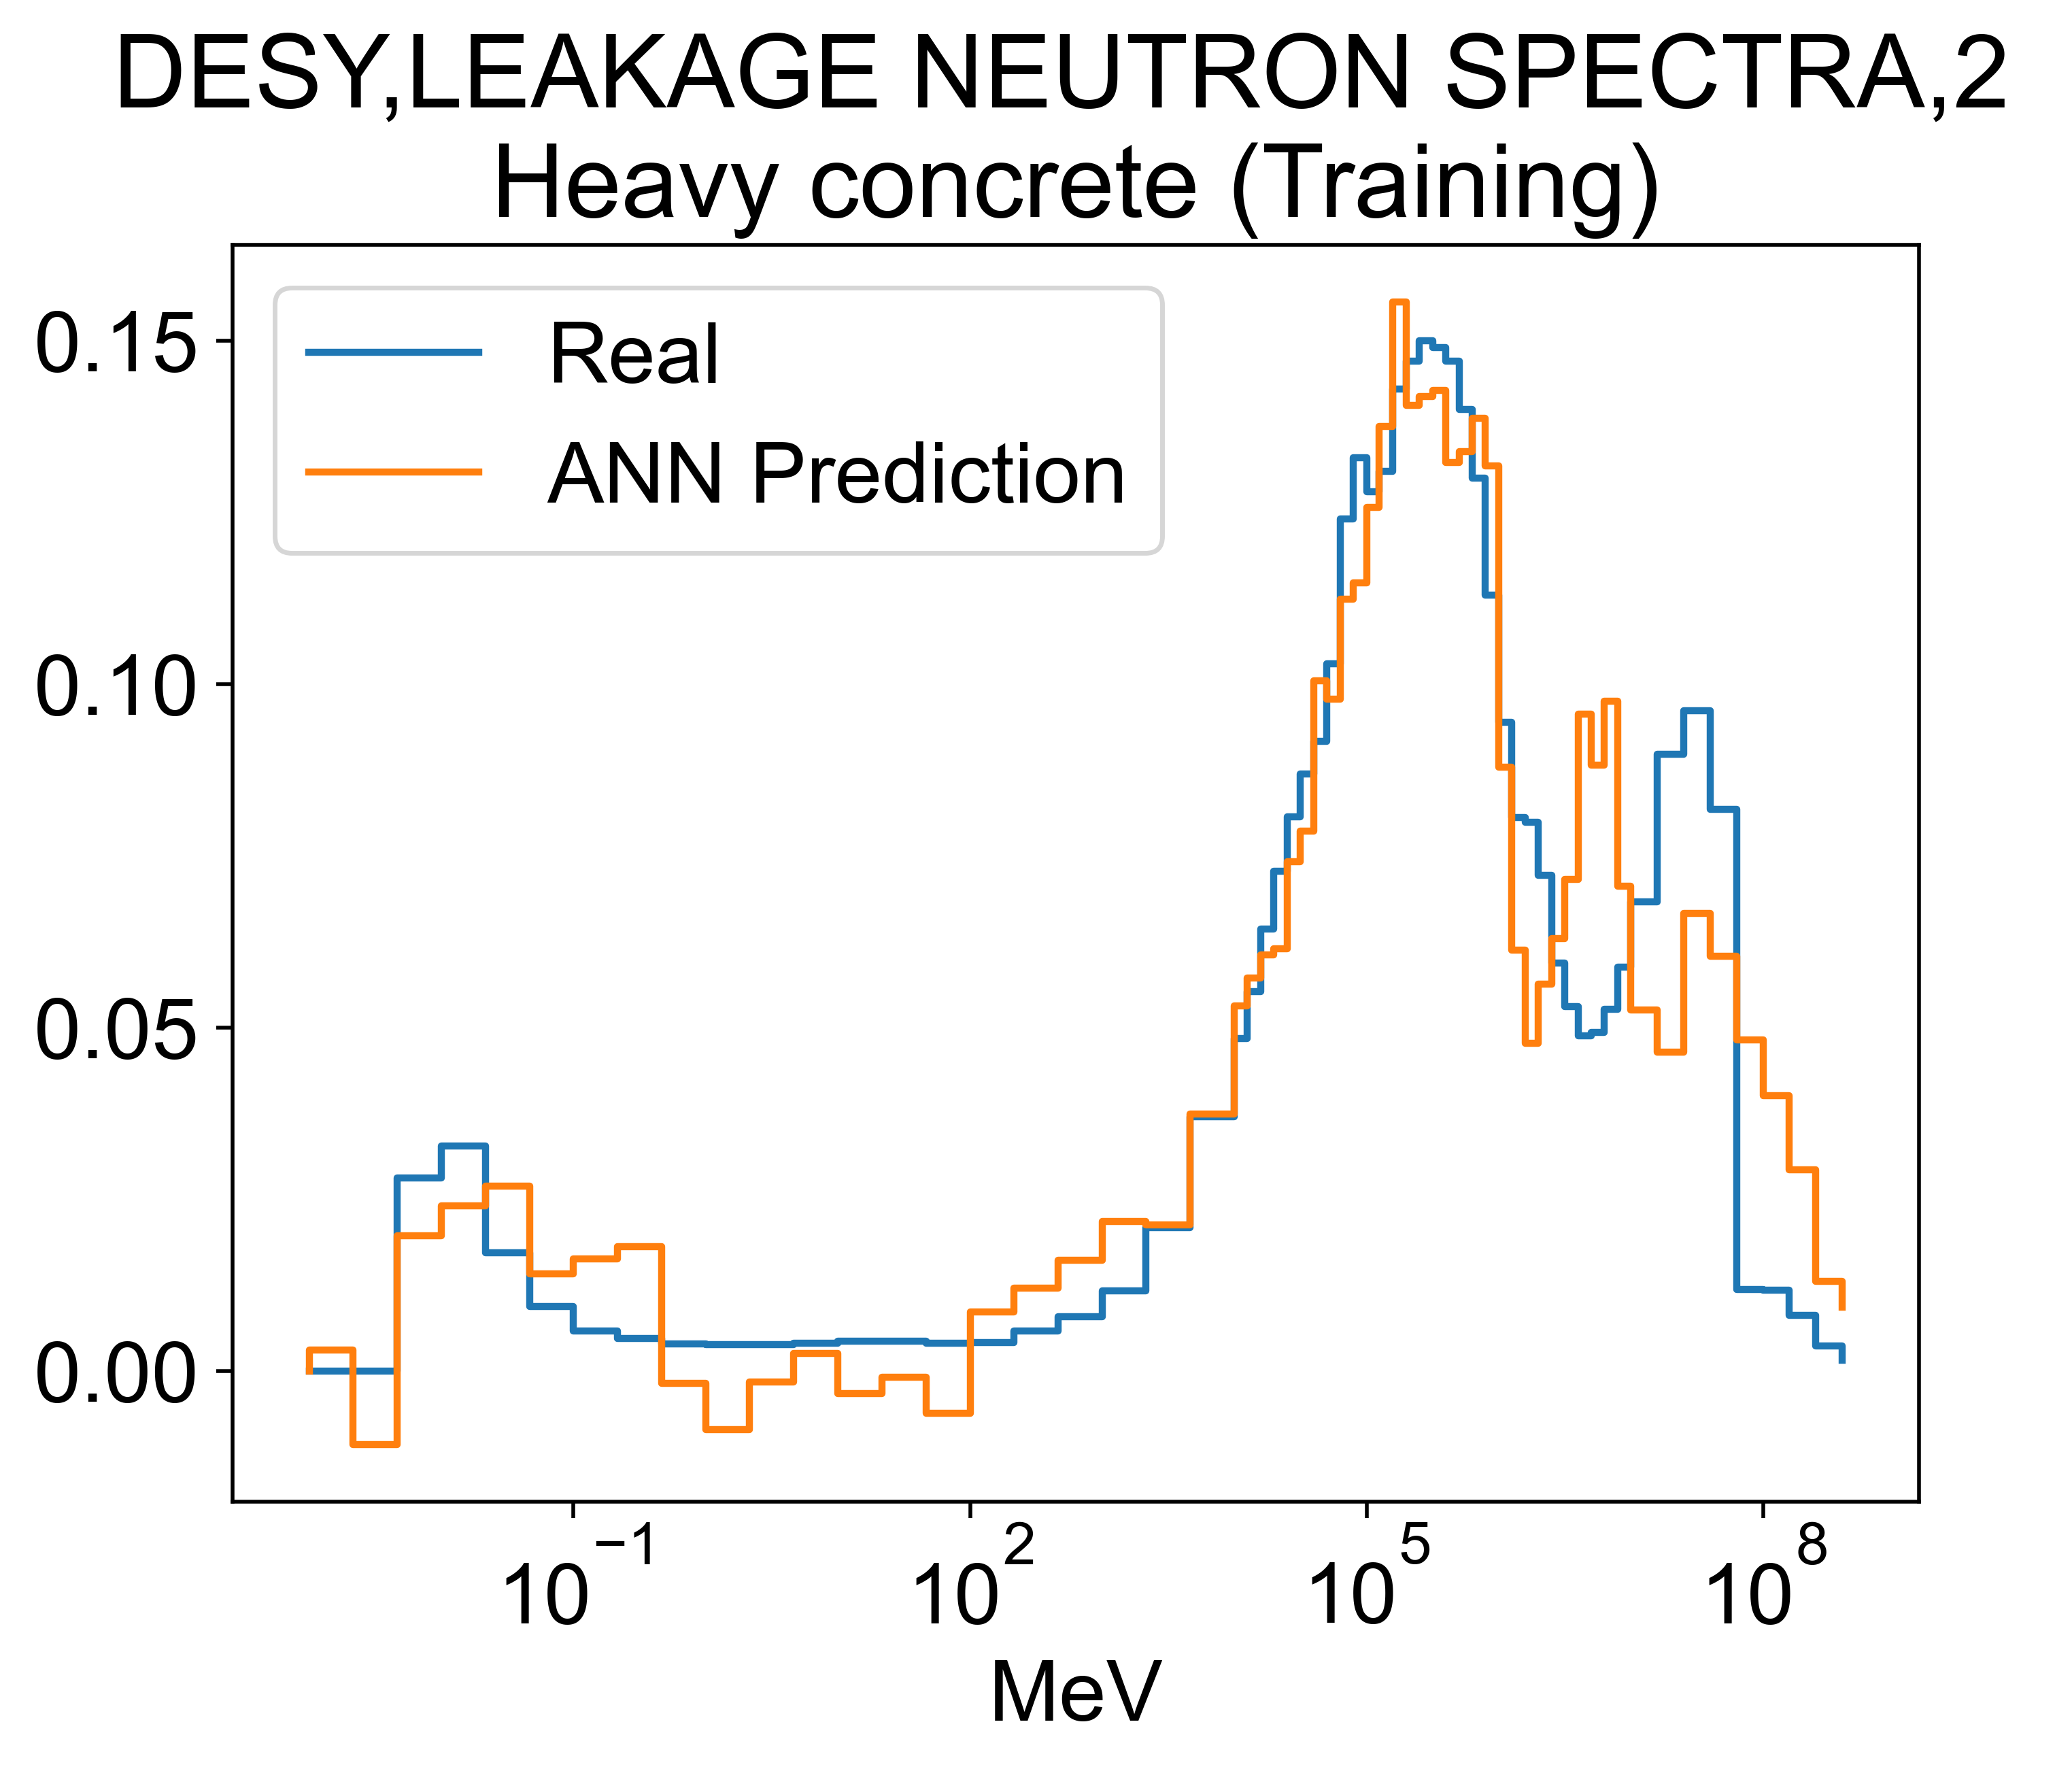 DESY,LEAKAGE NEUTRON SPECTRA,2
Heavy concrete (Training)
Real
ANN Prediction
0.15
0.10
0.05
0.00
10⁻¹ 10² 10⁵ 10⁸
MeV